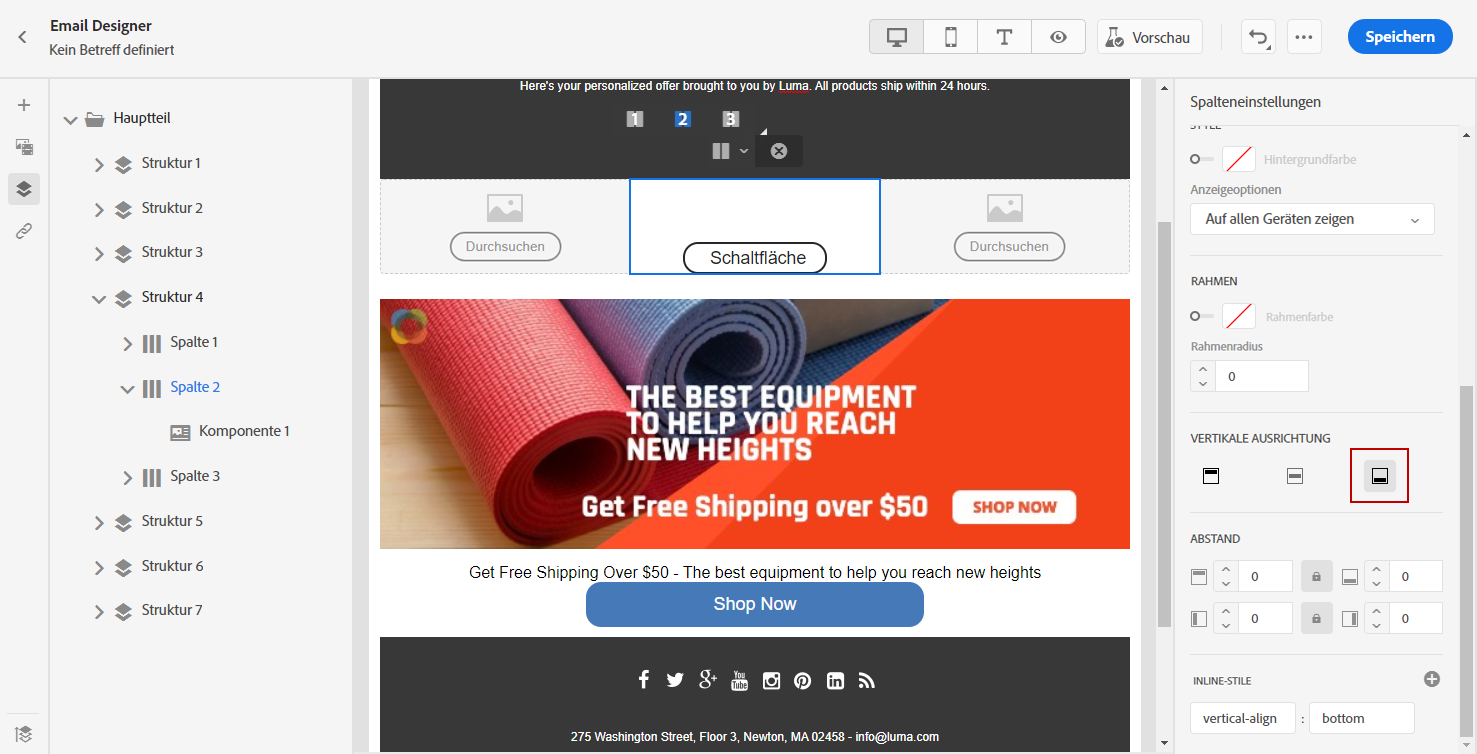 Email Designer
Kein Betreff definiert
Vorschau
Speichern
Hauptteil
Struktur 1
Struktur 2
Struktur 3
Struktur 4
Spalte 1
Spalte 2
Komponente 1
Spalte 3
Struktur 5
Struktur 6
Struktur 7
Here's your personalized offer brought to you by Luma. All products ship within 24 hours.
1 2 3
Durchsuchen
Schaltfläche
Durchsuchen
THE BEST EQUIPMENT
TO HELP YOU REACH
NEW HEIGHTS
Get Free Shipping over $50
SHOP NOW
Get Free Shipping Over $50 - The best equipment to help you reach new heights
Shop Now
You
Tube
275 Washington Street, Floor 3, Newton, MA 02458 - info@luma.com
Spalteneinstellungen
STYLE
Hintergrundfarbe
Anzeigeoptionen
Auf allen Geräten zeigen
RAHMEN
Rahmenfarbe
Rahmenradius
0
VERTIKALE AUSRICHTUNG
ABSTAND
0 0
0 0
INLINE-STILE
vertical-align : bottom